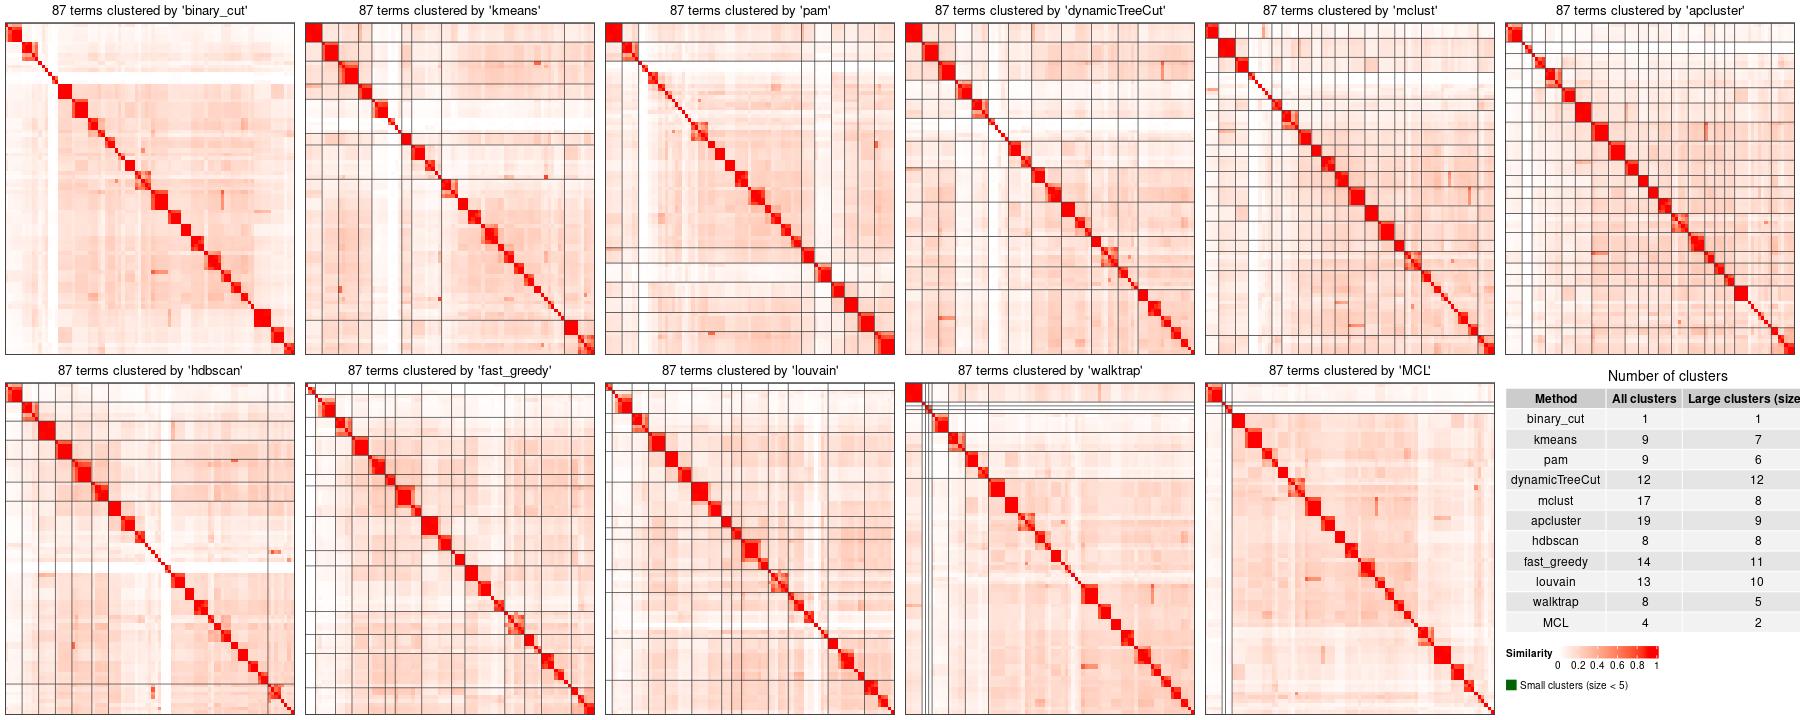 87 terms clustered by 'binary_cut'
87 terms clustered by 'kmeans'
87 terms clustered by 'pam'
87 terms clustered by 'dynamicTreeCut'
87 terms clustered by 'mclust'
87 terms clustered by 'apcluster'
87 terms clustered by 'hdbscan'
87 terms clustered by 'fast_greedy'
87 terms clustered by 'louvain'
87 terms clustered by 'walktrap'
87 terms clustered by 'MCL'
Number of clusters
Method All clusters Large clusters (size
binary_cut 1 1
kmeans 9 7
pam 9 6
dynamicTreeCut 12 12
mclust 17 8
apcluster 19 9
hdbscan 8 8
fast_greedy 14 11
louvain 13 10
walktrap 8 5
MCL 4 2
Similarity
0 0.2 0.4 0.6 0.8 1
Small clusters (size < 5)